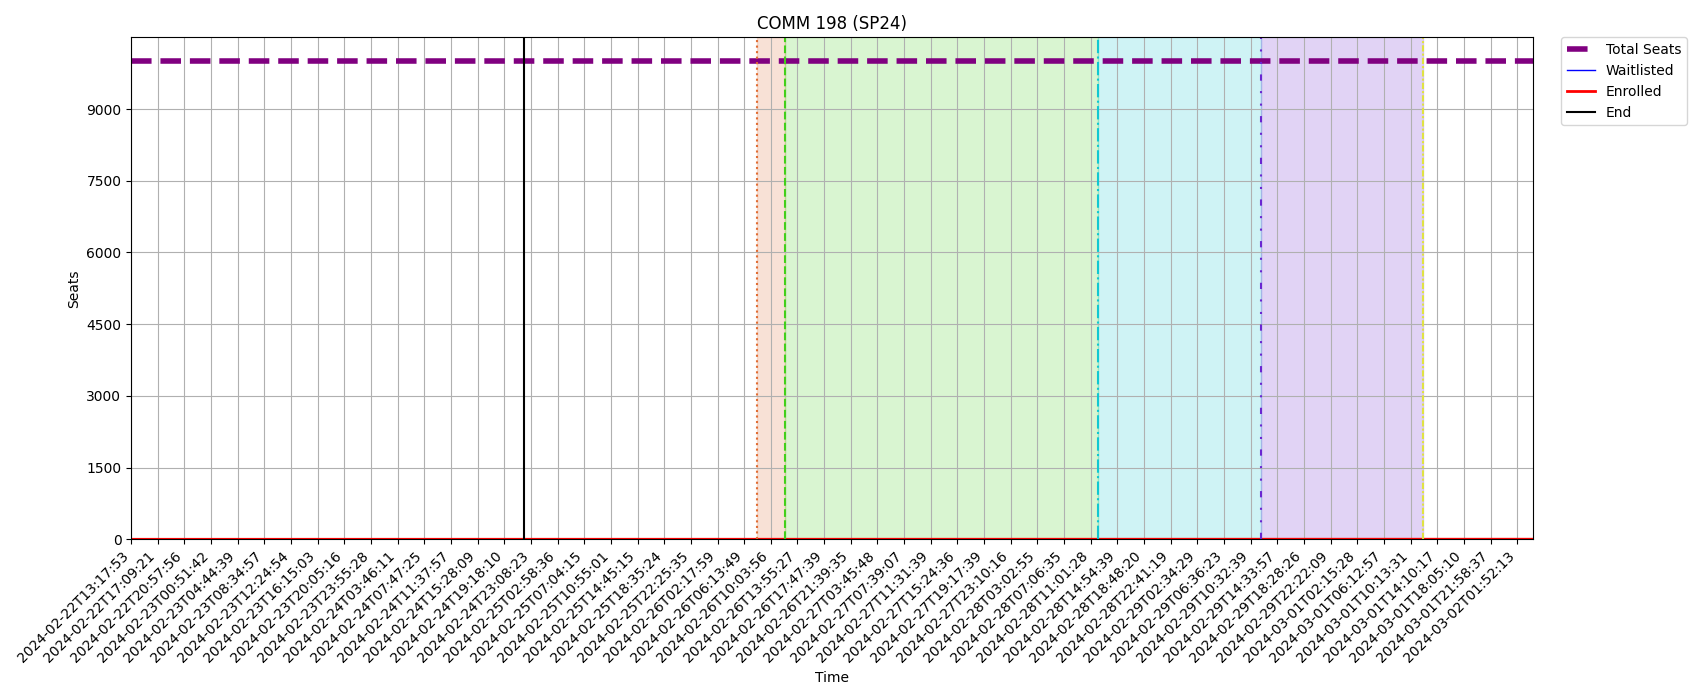 COMM 198 (SP24)
Total Seats
Waitlisted
Enrolled
End
Seats
9000
7500
6000
4500
3000
1500
0
2024-02-22T13:17:53
2024-02-22T17:09:21
2024-02-22T20:57:56
2024-02-23T00:51:42
2024-02-23T04:44:39
2024-02-23T08:34:57
2024-02-23T12:24:54
2024-02-23T16:15:03
2024-02-23T20:05:16
2024-02-23T23:55:28
2024-02-24T03:46:11
2024-02-24T07:47:25
2024-02-24T11:37:57
2024-02-24T15:28:09
2024-02-24T19:18:10
2024-02-24T23:08:23
2024-02-25T02:58:36
2024-02-25T07:04:15
2024-02-25T10:55:01
2024-02-25T14:45:15
2024-02-25T18:35:24
2024-02-25T22:25:35
2024-02-26T02:17:59
2024-02-26T06:13:49
2024-02-26T10:03:56
2024-02-26T13:55:27
2024-02-26T17:47:39
2024-02-26T21:39:35
2024-02-27T03:45:48
2024-02-27T07:39:07
2024-02-27T11:31:39
2024-02-27T15:24:36
2024-02-27T19:17:39
2024-02-27T23:10:16
2024-02-28T03:02:55
2024-02-28T07:06:35
2024-02-28T11:01:28
2024-02-28T14:54:39
2024-02-28T18:48:20
2024-02-28T22:41:19
2024-02-29T02:34:29
2024-02-29T06:36:23
2024-02-29T10:32:39
2024-02-29T14:33:57
2024-02-29T18:28:26
2024-02-29T22:22:09
2024-03-01T02:15:28
2024-03-01T06:12:57
2024-03-01T10:13:31
2024-03-01T14:10:17
2024-03-01T18:05:10
2024-03-01T21:58:37
2024-03-02T01:52:13
Time